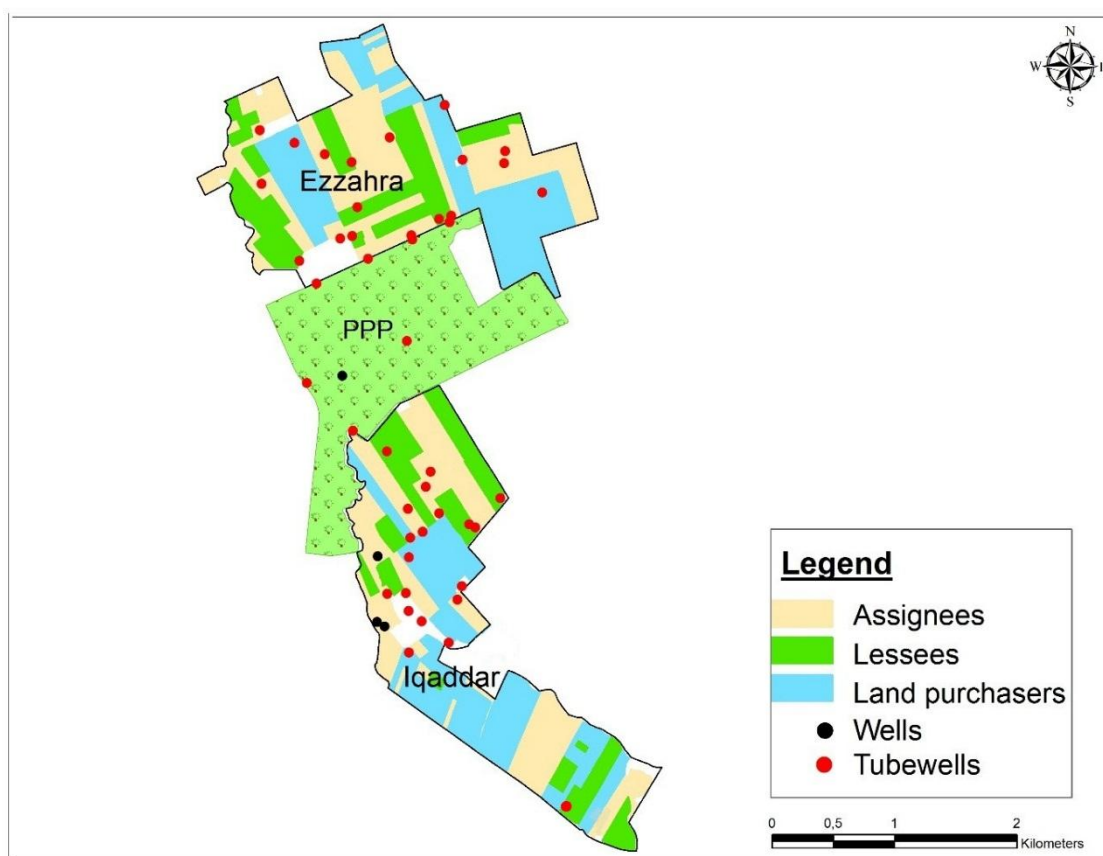 N
W
E
S
Ezzahra
PPP
Iqaddar
Legend
Assignees
Lessees
Land purchasers
Wells
Tubewells
0 0,5 1 2
Kilometers